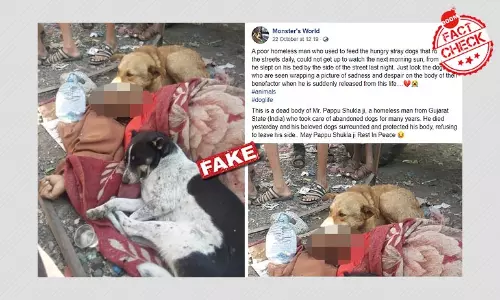 Monster's World
22 October at 12:19
A poor homeless man who used to feed the hungry stray dogs that
the streets daily, could not get up to watch the next morning sun, from
he slept on his bed by the side of the street last night. Just look the dog
who are seen wrapping a picture of sadness and despair on the body of the
benefactor when he is suddenly released from this life...💔😭
#animals
#doglife
This is a dead body of Mr. Pappu Shukla ji, a homeless man from Gujarat
State (India) who took care of abandoned dogs for many years. He died
yesterday and his beloved dogs surrounded and protected his body, refusing
to leave his side.. May Pappu Shukla ji Rest In Peace 😥
100%
FACT
CHECK
FAKE